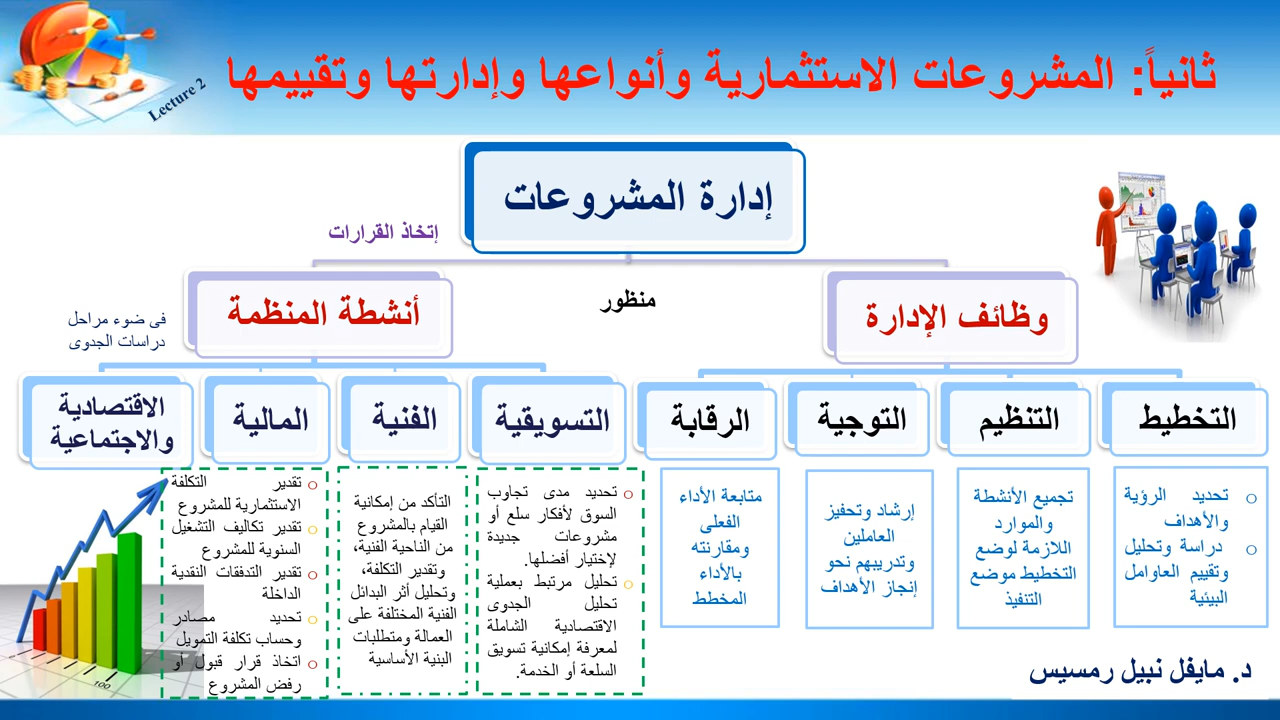 ثانياً: المشروعات الاستثمارية وأنواعها وإدارتها وتقييمها
Lecture 2
إدارة المشروعات
إتخاذ القرارات
منظور
وظائف الإدارة
أنشطة المنظمة
فى ضوء مراحل
دراسات الجدوى
التخطيط
التنظيم
التوجية
الرقابة
التسويقية
الفنية
المالية
الاقتصادية
والاجتماعية
تحديد الرؤية
والأهداف
دراسة وتحليل
وتقييم العاوامل
البيئية
تجميع الأنشطة
والموارد
اللازمة لوضع
التخطيط موضع
التنفيذ
إرشاد وتحفيز
العاملين
وتدريبهم نحو
إنجاز الأهداف
متابعة الأداء
الفعلى
ومقارنته
بالأداء
المخطط
تحديد مدى تجاوب
السوق لأفكار سلع أو
مشروعات جديدة
لإختيار أفضلها.
تحليل مرتبط بعملية
تحليل الجدوى
الاقتصادية الشاملة
لمعرفة إمكانية تسويق
السلعة أو الخدمة.
التأكد من إمكانية
القيام بالمشروع
من الناحية الفنية،
وتقدير التكلفة،
وتحليل أثر البدائل
الفنية المختلفة على
العمالة ومتطلبات
البنية الأساسية
تقدير التكلفة
الاستثمارية للمشروع
تقدير تكاليف التشغيل
السنوية للمشروع
تقدير التدفقات النقدية
الداخلة
تحديد مصادر
وحساب تكلفة التمويل
اتخاذ قرار قبول او
رفض المشروع
100
د. مايفل نبيل رمسيس